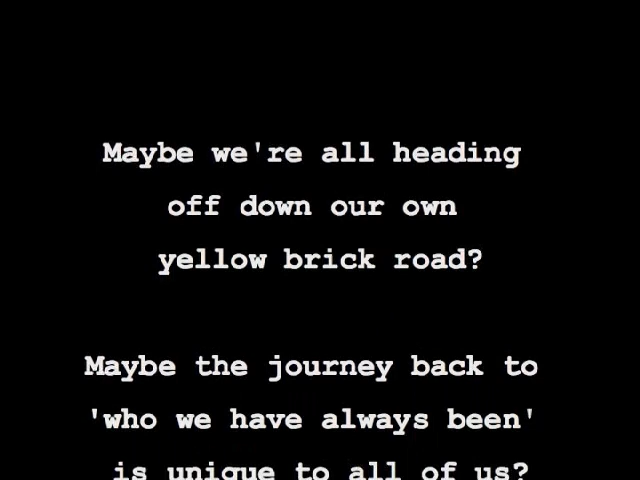 Maybe we're all heading
off down our own
yellow brick road?
Maybe the journey back to
'who we have always been'
is unique to all of us?